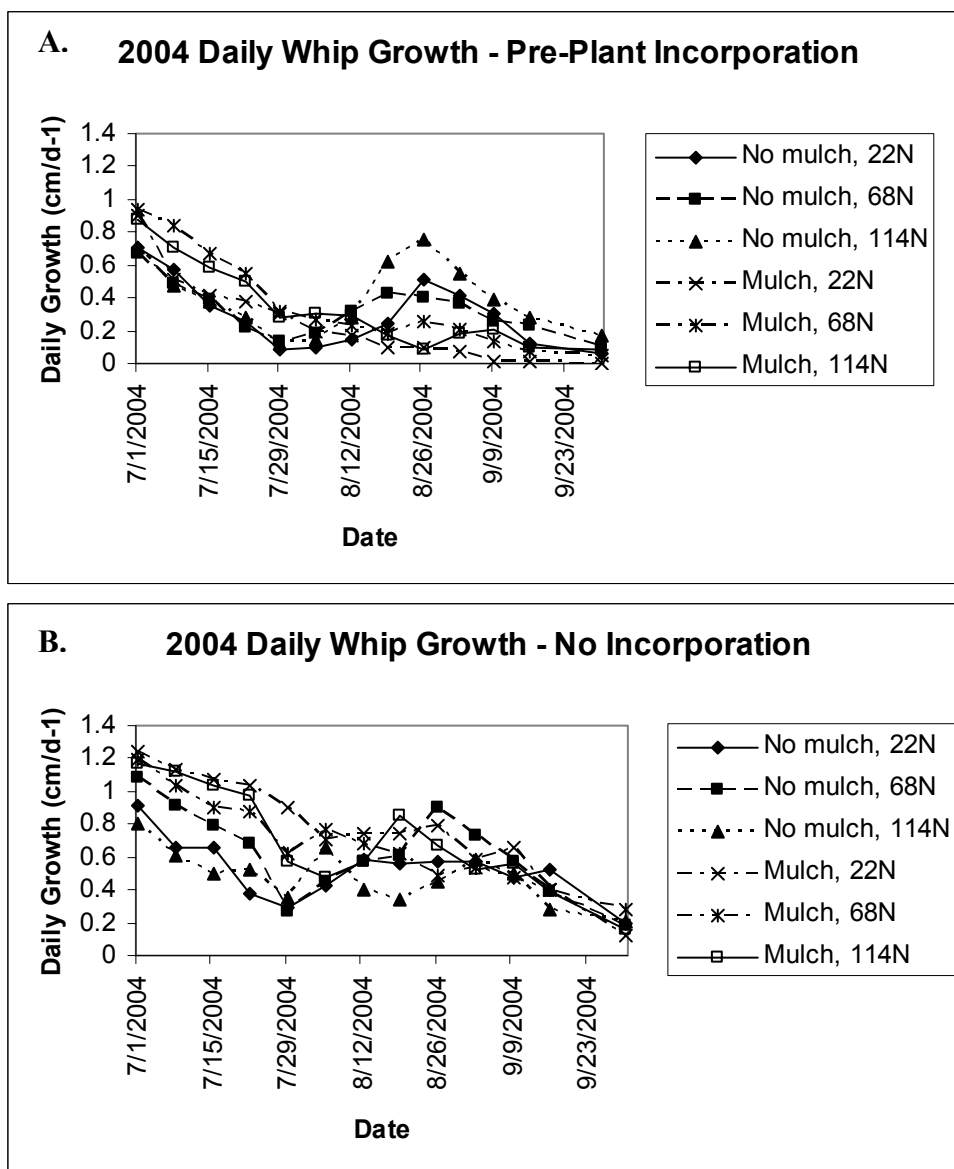 A. 2004 Daily Whip Growth - Pre-Plant Incorporation
Daily Growth (cm/d-1)
1.4
1.2
1
0.8
0.6
0.4
0.2
0
7/1/2004
7/15/2004
7/29/2004
8/12/2004
8/26/2004
9/9/2004
9/23/2004
Date
No mulch, 22N
No mulch, 68N
No mulch, 114N
Mulch, 22N
Mulch, 68N
Mulch, 114N
B. 2004 Daily Whip Growth - No Incorporation
Daily Growth (cm/d-1)
1.4
1.2
1
0.8
0.6
0.4
0.2
0
7/1/2004
7/15/2004
7/29/2004
8/12/2004
8/26/2004
9/9/2004
9/23/2004
Date
No mulch, 22N
No mulch, 68N
No mulch, 114N
Mulch, 22N
Mulch, 68N
Mulch, 114N